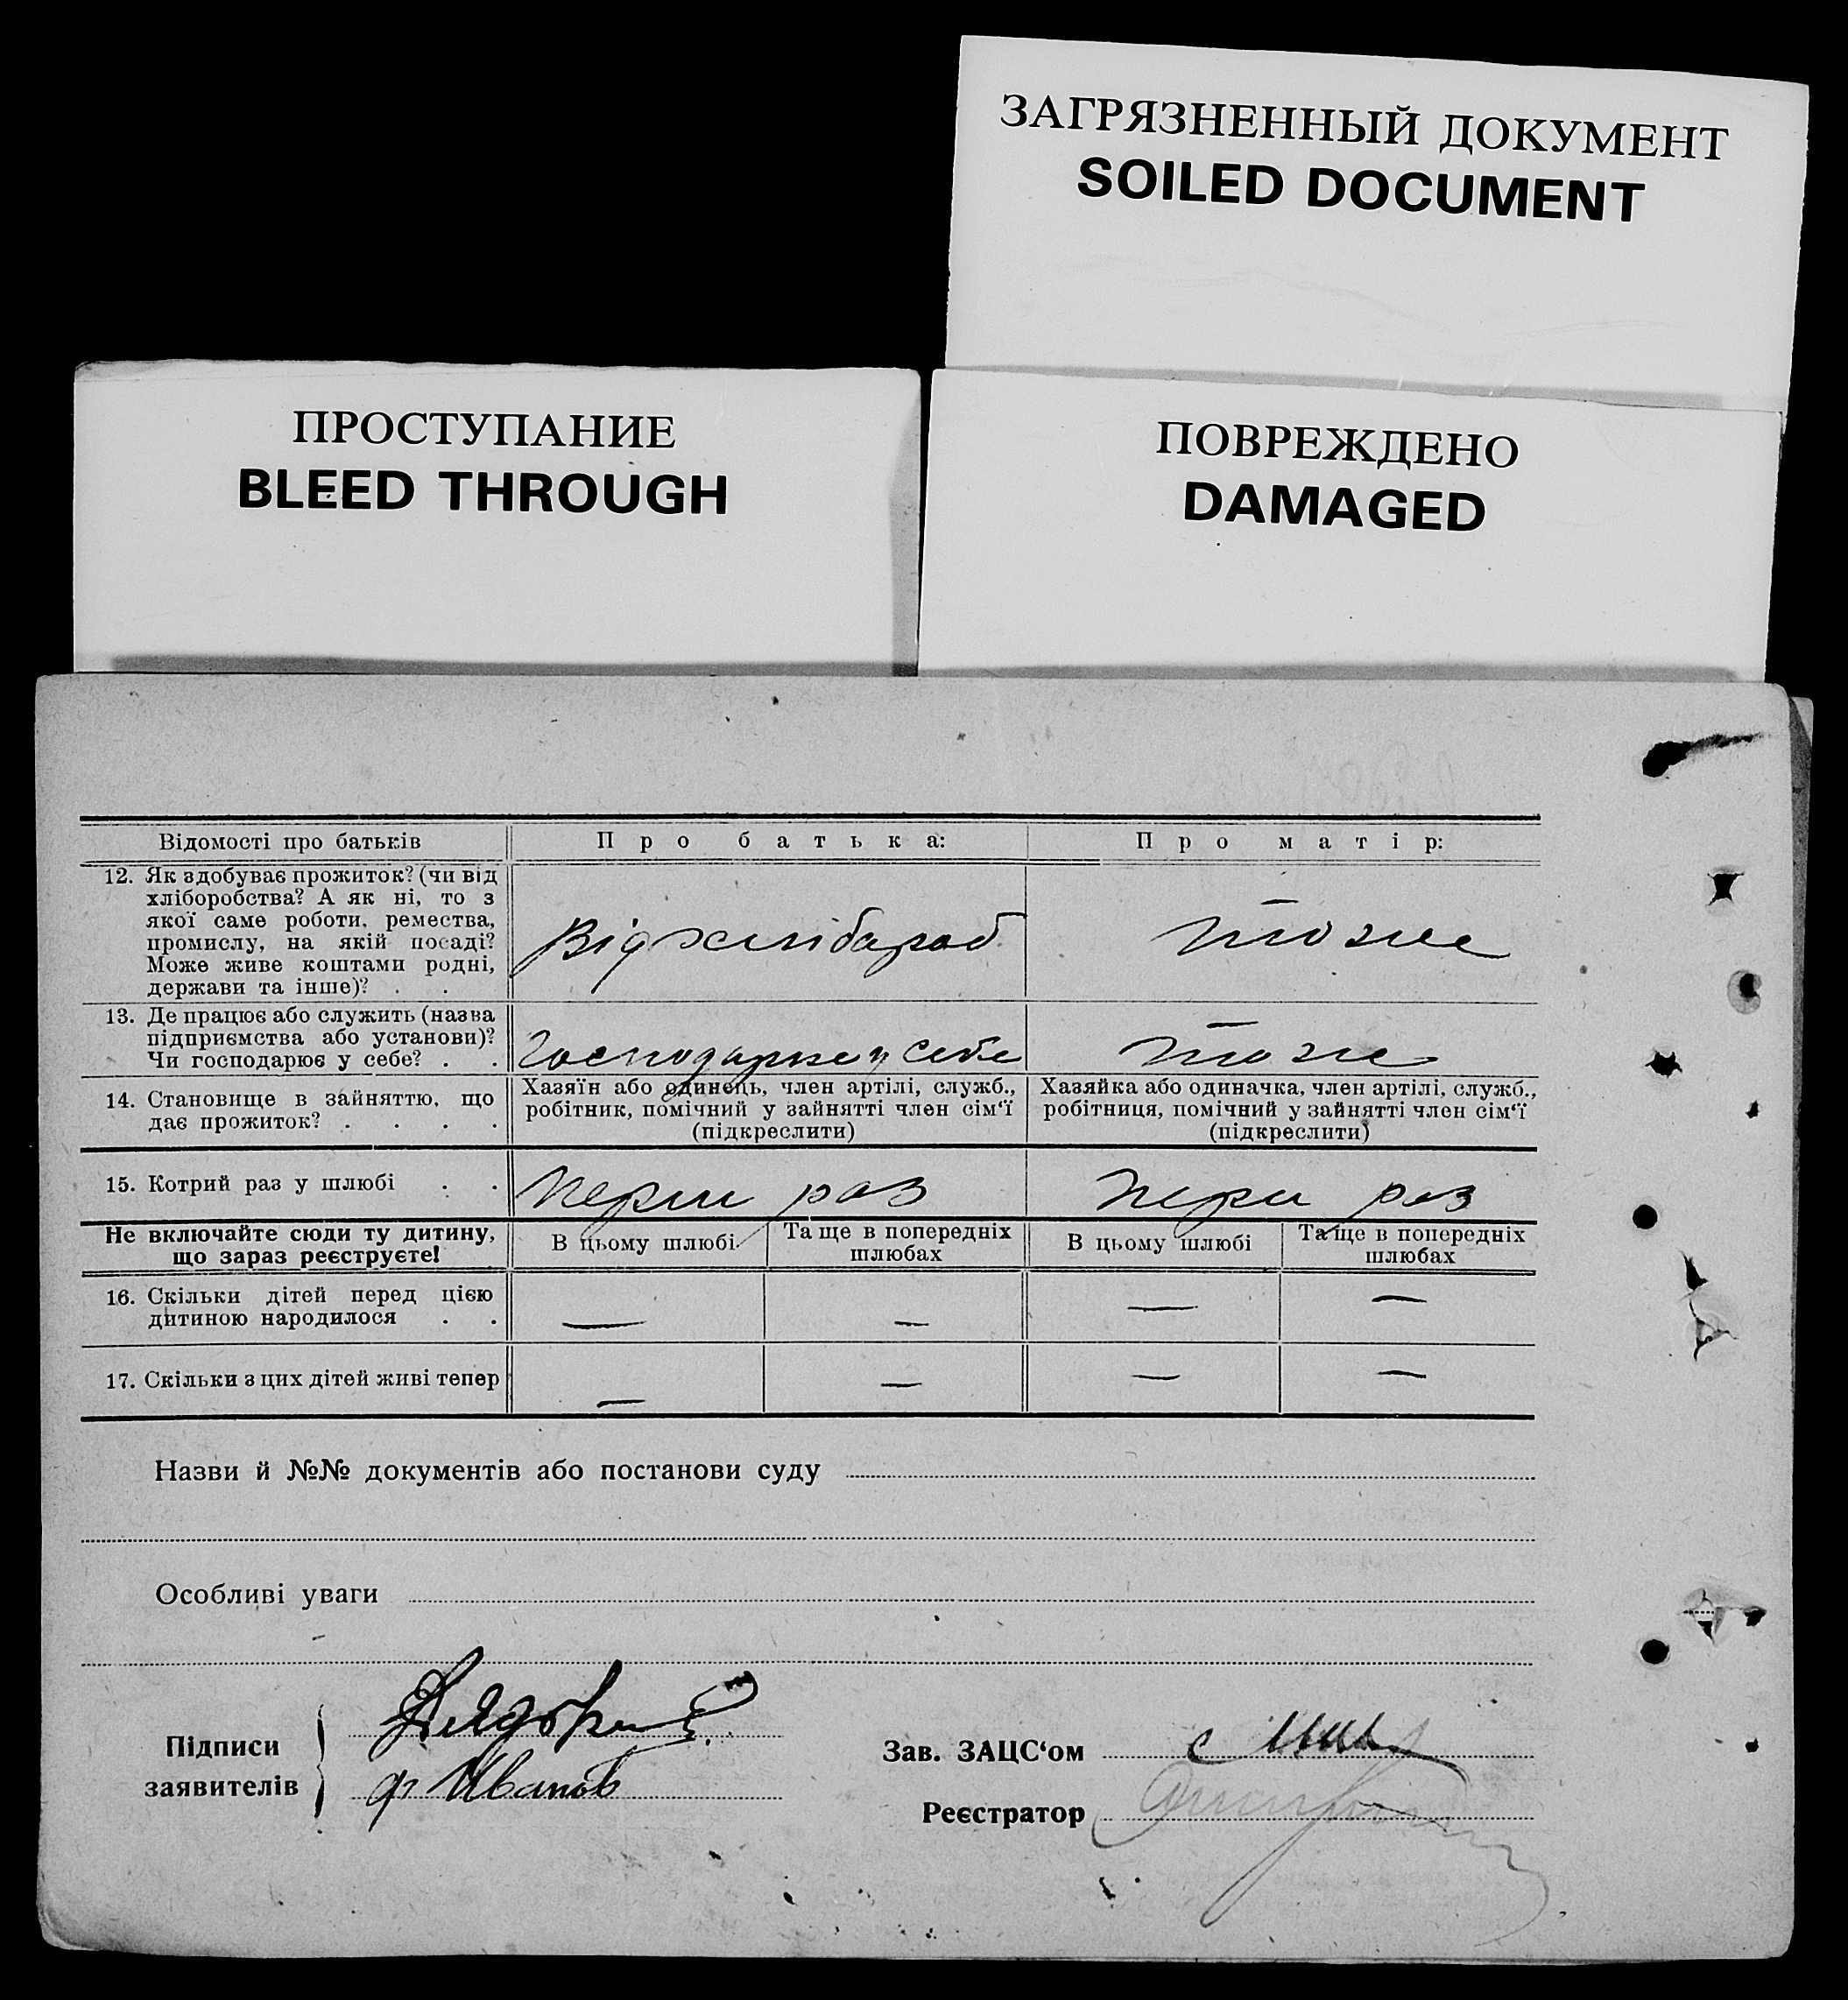 ЗАГРЯЗНЕННЫЙ ДОКУМЕНТ
SOILED DOCUMENT
ПРОСТУПАНИЕ
BLEED THROUGH
ПОВРЕЖДЕНО
DAMAGED
Відомості про батьків
Про батька:
Про матір:
12. Як здобуває прожиток? (чи від
хліборобства? А як ні, то з
якої саме роботи, ремества,
промислу, на якій посаді?
Може живе коштами родні,
держави та інше)? . .
Від хлібароб
тоже
13. Де працює або служить (назва
підприємства або установи)?
Чи господарює у себе? . .
Господарює у себе
тоже
14. Становище в зайняттю, що
дає прожиток? . . . .
Хазяїн або одинець, член артілі, служб.,
робітник, помічний у зайнятті член сім‘ї
(підкреслити)
Хазяйка або одиначка, член артілі, служб.,
робітниця, помічний у зайнятті член сім‘ї
(підкреслити)
15. Котрий раз у шлюбі . .
перш раз
перш раз
Не включайте сюди ту дитину,
що зараз реєструєте!
В цьому шлюбі
Та ще в попередніх
шлюбах
В цьому шлюбі
Та ще в попередніх
шлюбах
16. Скільки дітей перед цією
дитиною народилося . .
— — — —
17. Скільки з цих дітей живі тепер
— — — —
Назви й №№ документів або постанови суду
Особливі уваги
Підписи
заявителів
Иванов
Зав. ЗАЦС‘ом
Реєстратор